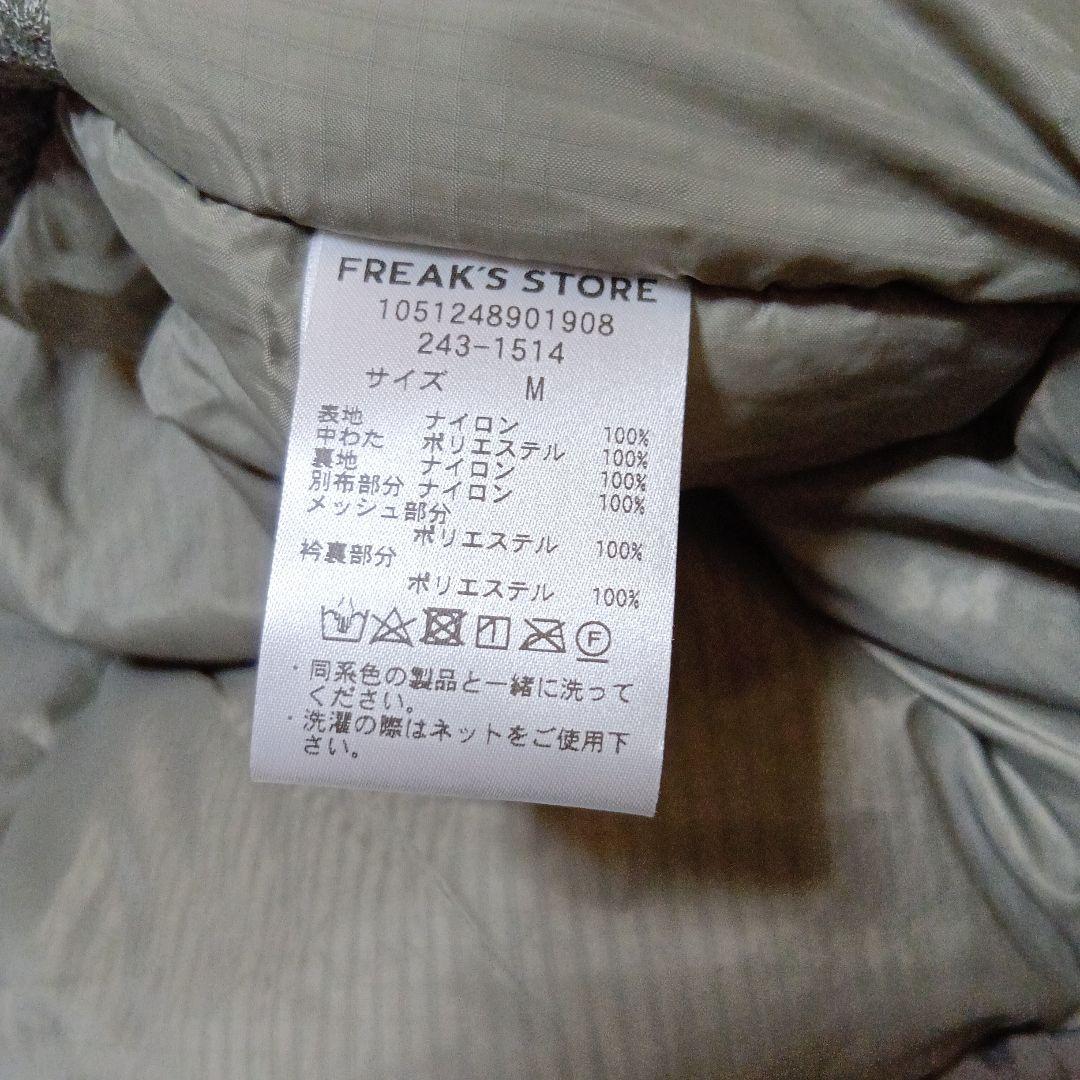 FREAK'S STORE
1051248901908
243-1514
サイズ M
表地 ナイロン 100%
中わた ポリエステル 100%
裏地 ナイロン 100%
別布部分 ナイロン 100%
メッシュ部分
ポリエステル 100%
衿裏部分
ポリエステル 100%
F
・同系色の製品と一緒に洗って
ください。
・洗濯の際はネットをご使用下
さい。